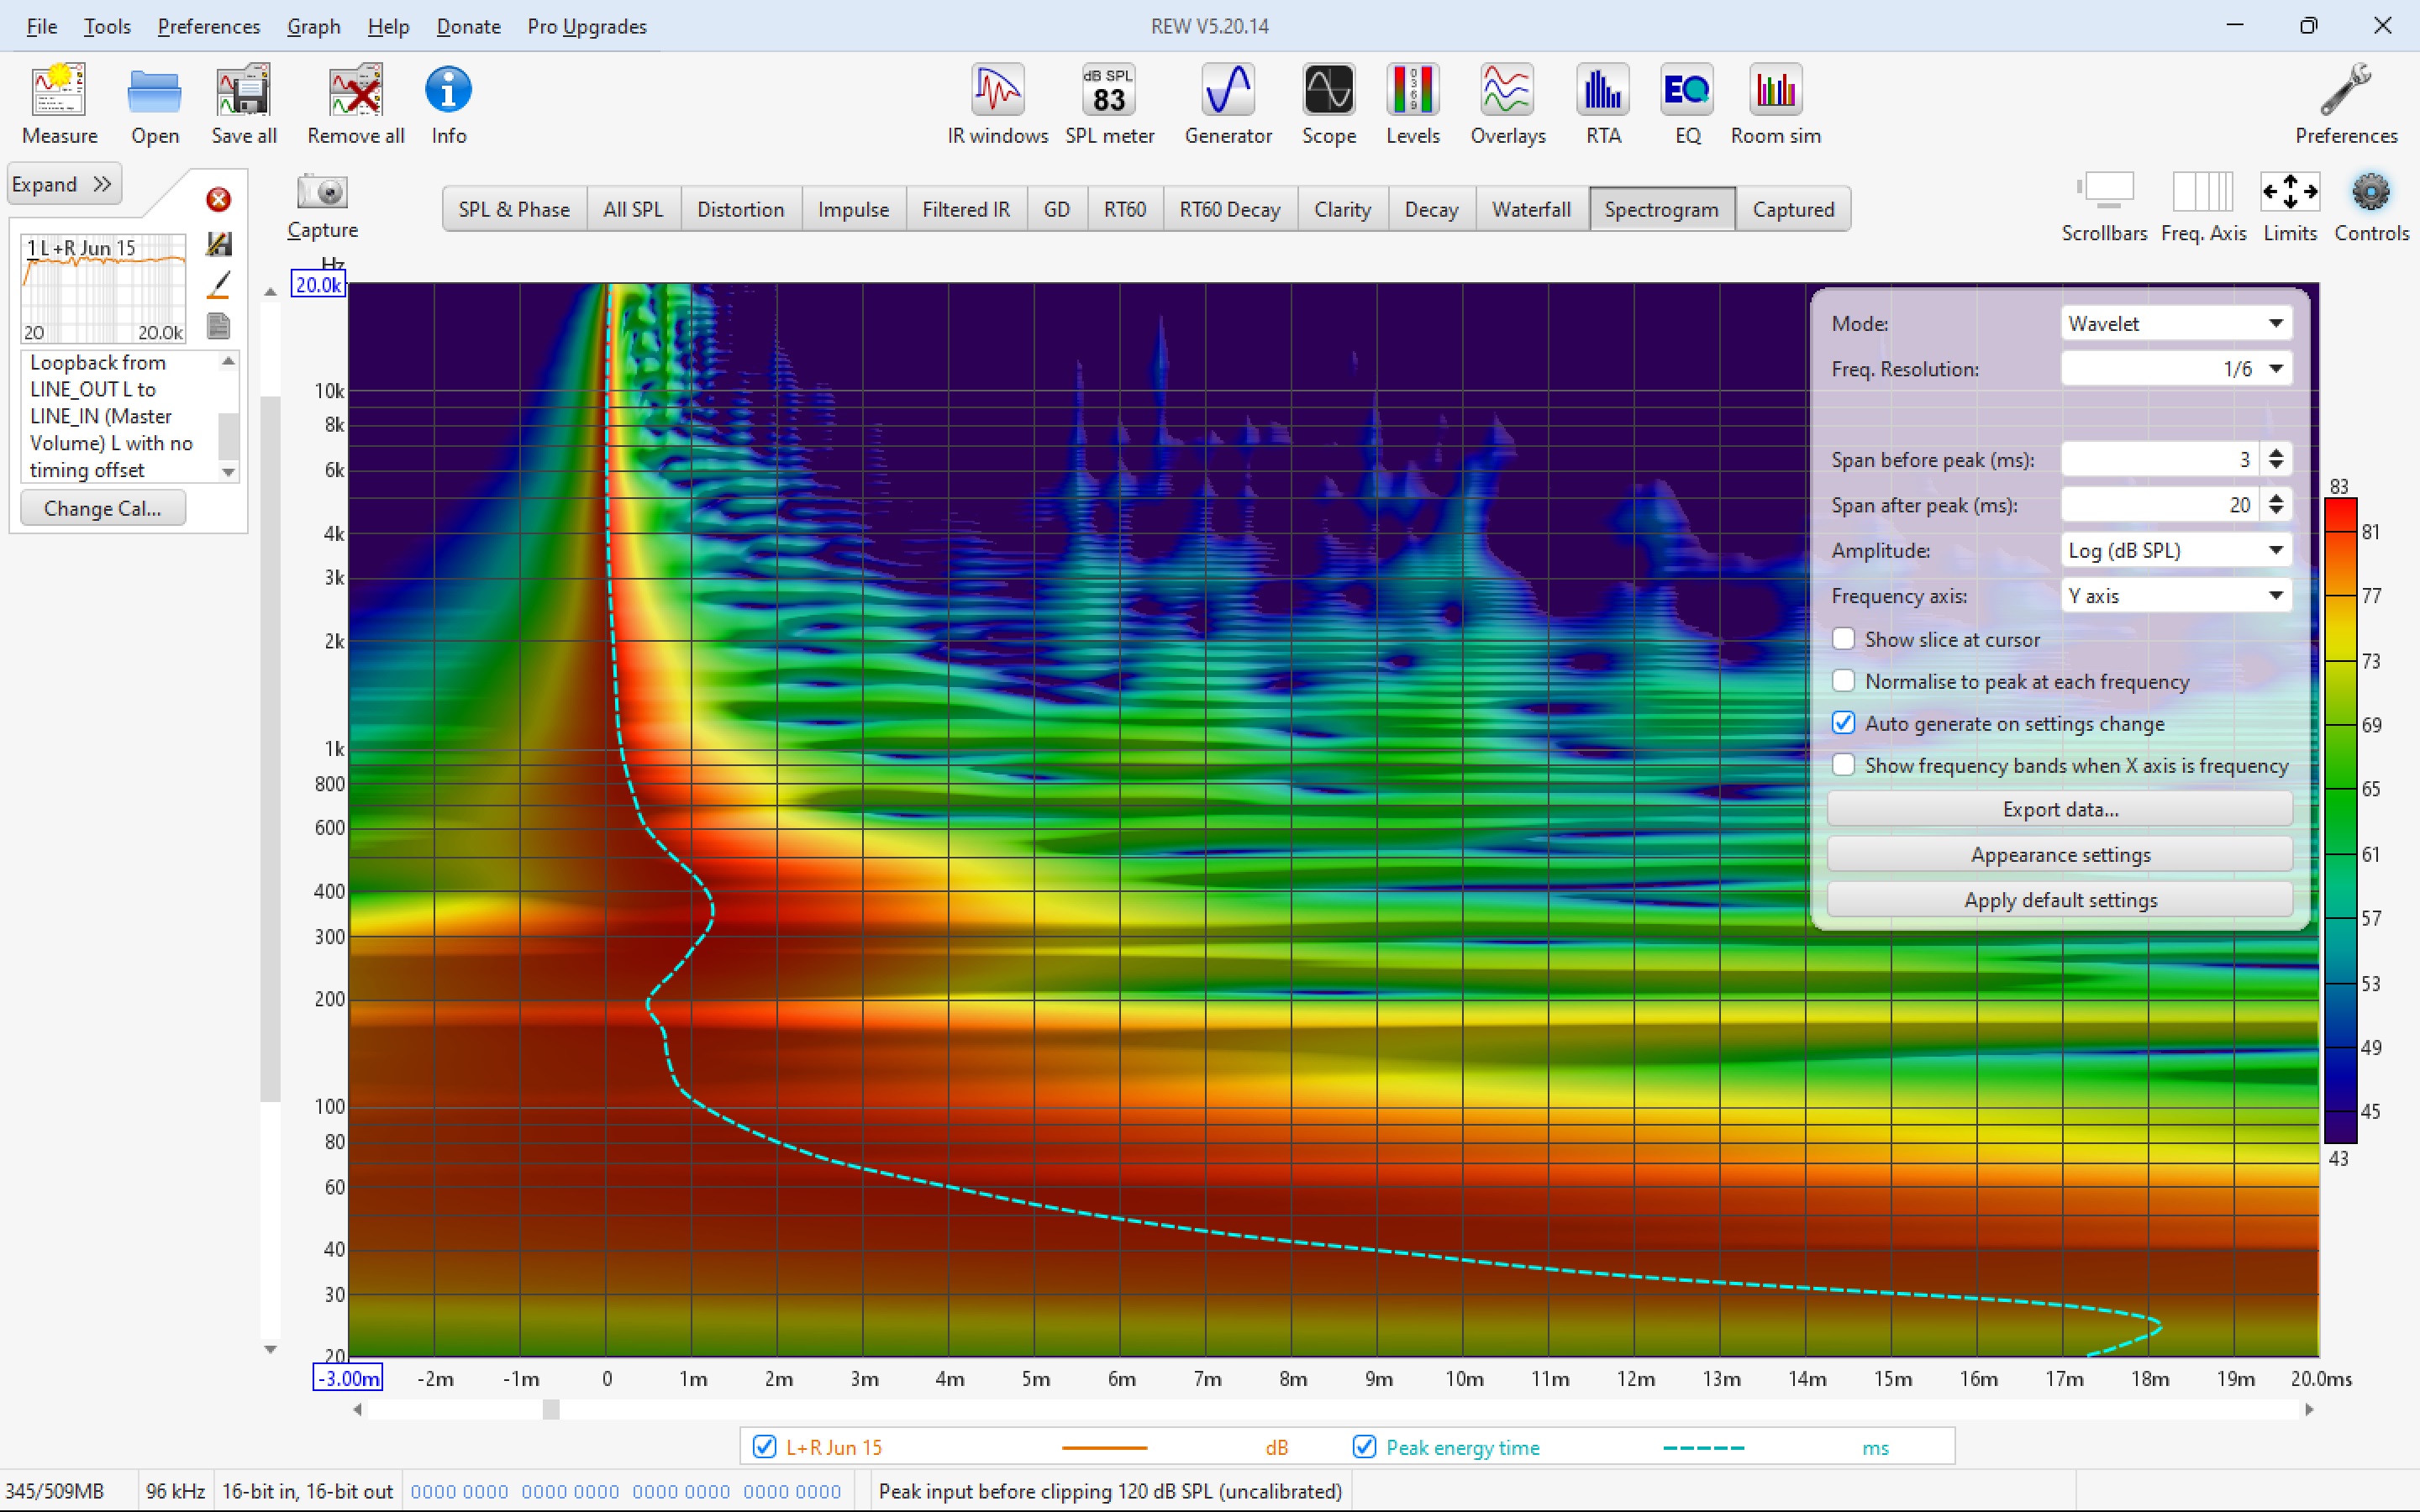 File Tools Preferences Graph Help Donate Pro Upgrades
REW V5.20.14
Measure Open Save all Remove all Info
dB SPL
83
0 3 6 9
EQ
IR windows SPL meter Generator Scope Levels Overlays RTA EQ Room sim
Preferences
Expand
Capture
SPL & Phase All SPL Distortion Impulse Filtered IR GD RT60 RT60 Decay Clarity Decay Waterfall Spectrogram Captured
Scrollbars Freq. Axis Limits Controls
1 L+R Jun 15
20 20.0k
Loopback from
LINE_OUT L to
LINE_IN (Master
Volume) L with no
timing offset
Change Cal...
Hz
20.0k
10k
8k
6k
4k
3k
2k
1k
800
600
400
300
200
100
80
60
40
30
20
Mode: Wavelet
Freq. Resolution: 1/6
Span before peak (ms): 3
Span after peak (ms): 20
Amplitude: Log (dB SPL)
Frequency axis: Y axis
Show slice at cursor
Normalise to peak at each frequency
Auto generate on settings change
Show frequency bands when X axis is frequency
Export data...
Appearance settings
Apply default settings
83
81
77
73
69
65
61
57
53
49
45
43
-3.00m -2m -1m 0 1m 2m 3m 4m 5m 6m 7m 8m 9m 10m 11m 12m 13m 14m 15m 16m 17m 18m 19m 20.0ms
L+R Jun 15 dB Peak energy time ms
345/509MB 96 kHz 16-bit in, 16-bit out 0000 0000 0000 0000 0000 0000 0000 0000 Peak input before clipping 120 dB SPL (uncalibrated)